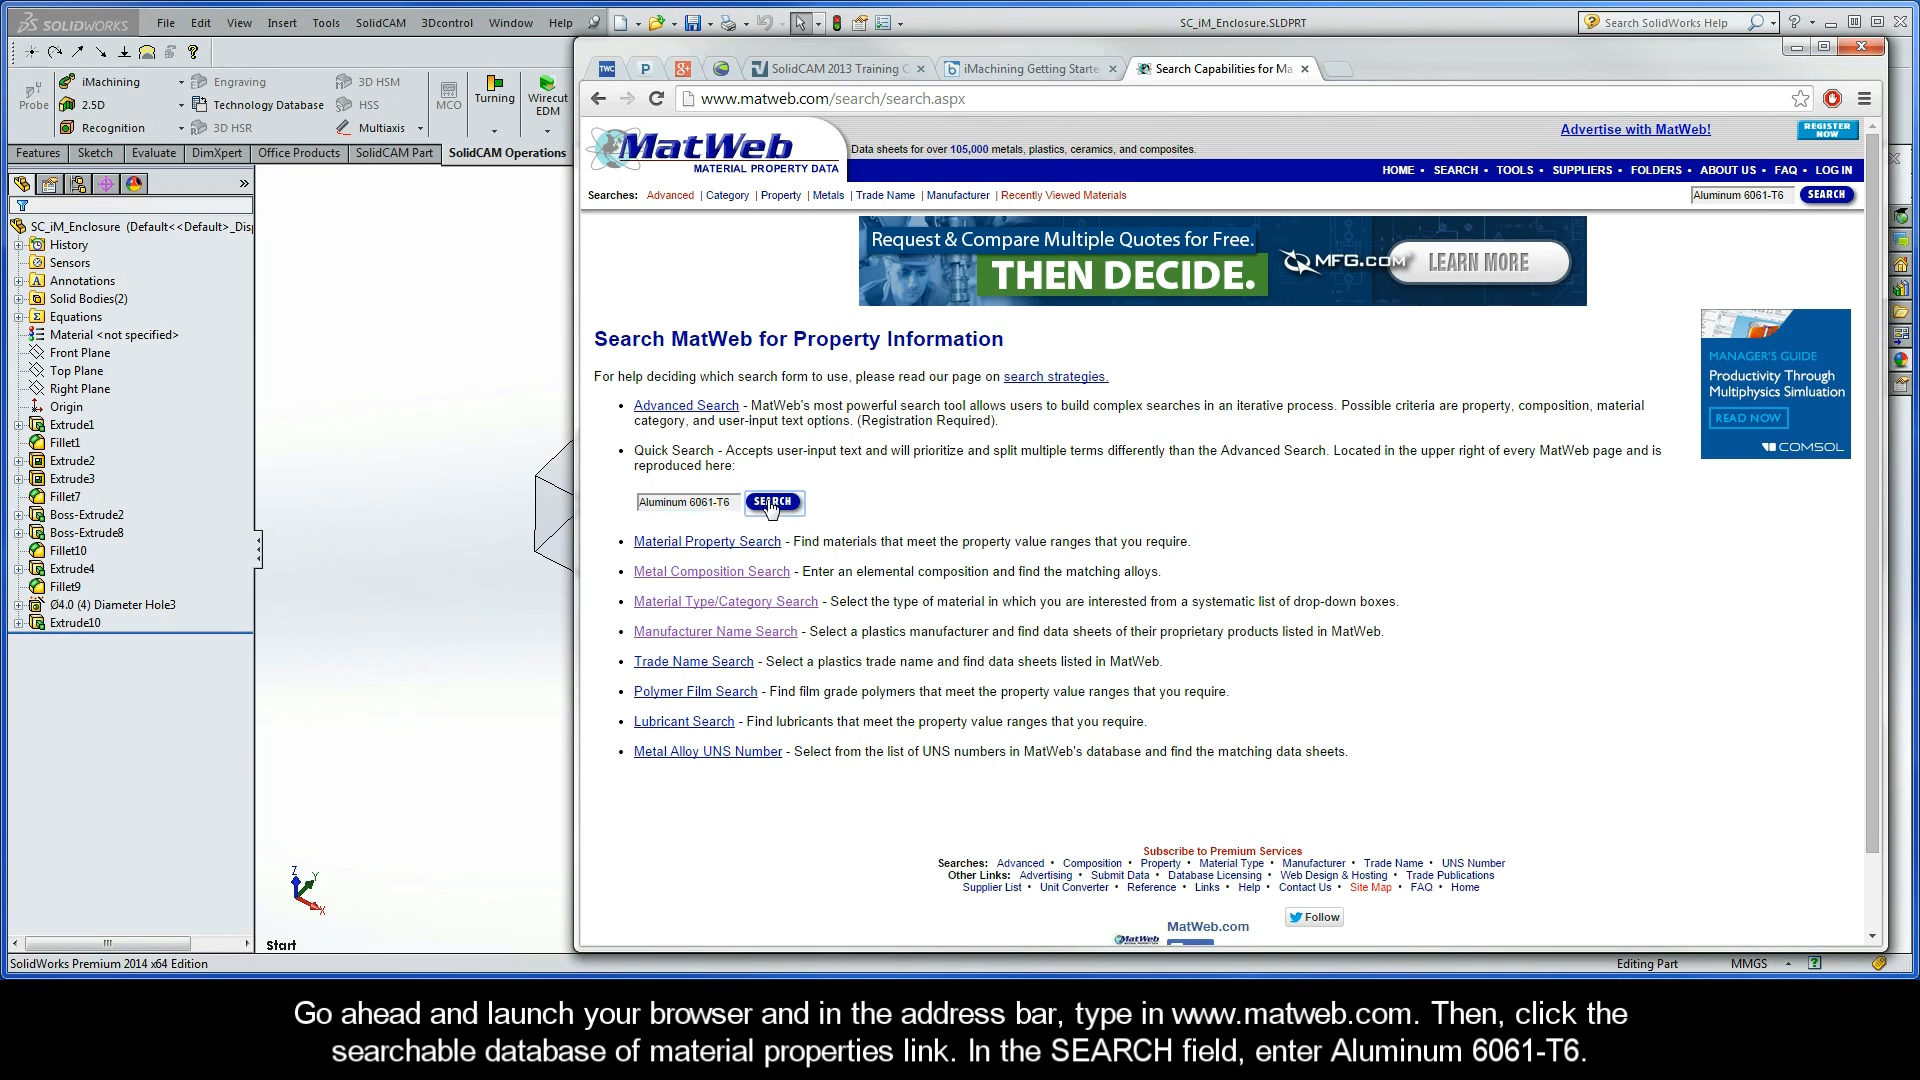 SOLIDWORKS File Edit View Insert Tools SolidCAM 3Dcontrol Window Help SC_iM_Enclosure.SLDPRT Search SolidWorks Help
Probe iMachining Engraving 3D HSM MCO Turning Wirecut EDM
2.5D Technology Database HSS
Recognition 3D HSR Multiaxis
Features Sketch Evaluate DimXpert Office Products SolidCAM Part SolidCAM Operations
SC_iM_Enclosure (Default<<Default>_Disp
History
Sensors
Annotations
Solid Bodies(2)
Equations
Material <not specified>
Front Plane
Top Plane
Right Plane
Origin
Extrude1
Fillet1
Extrude2
Extrude3
Fillet7
Boss-Extrude2
Boss-Extrude8
Fillet10
Extrude4
Fillet9
Ø4.0 (4) Diameter Hole3
Extrude10
Z Y X
Start
TWC P g+ SolidCAM 2013 Training C iMachining Getting Starte Search Capabilities for Ma
www.matweb.com/search/search.aspx
MatWeb
MATERIAL PROPERTY DATA
Advertise with MatWeb! REGISTER NOW
Data sheets for over 105,000 metals, plastics, ceramics, and composites.
HOME • SEARCH • TOOLS • SUPPLIERS • FOLDERS • ABOUT US • FAQ • LOG IN
Searches: Advanced | Category | Property | Metals | Trade Name | Manufacturer | Recently Viewed Materials Aluminum 6061-T6 SEARCH
Request & Compare Multiple Quotes for Free.
THEN DECIDE. MFG.COM LEARN MORE
MANAGER'S GUIDE
Productivity Through
Multiphysics Simluation
READ NOW
COMSOL
Search MatWeb for Property Information
For help deciding which search form to use, please read our page on search strategies.
• Advanced Search - MatWeb's most powerful search tool allows users to build complex searches in an iterative process. Possible criteria are property, composition, material
category, and user-input text options. (Registration Required).
• Quick Search - Accepts user-input text and will prioritize and split multiple terms differently than the Advanced Search. Located in the upper right of every MatWeb page and is
reproduced here:
Aluminum 6061-T6 SEARCH
• Material Property Search - Find materials that meet the property value ranges that you require.
• Metal Composition Search - Enter an elemental composition and find the matching alloys.
• Material Type/Category Search - Select the type of material in which you are interested from a systematic list of drop-down boxes.
• Manufacturer Name Search - Select a plastics manufacturer and find data sheets of their proprietary products listed in MatWeb.
• Trade Name Search - Select a plastics trade name and find data sheets listed in MatWeb.
• Polymer Film Search - Find film grade polymers that meet the property value ranges that you require.
• Lubricant Search - Find lubricants that meet the property value ranges that you require.
• Metal Alloy UNS Number - Select from the list of UNS numbers in MatWeb's database and find the matching data sheets.
Subscribe to Premium Services
Searches: Advanced • Composition • Property • Material Type • Manufacturer • Trade Name • UNS Number
Other Links: Advertising • Submit Data • Database Licensing • Web Design & Hosting • Trade Publications
Supplier List • Unit Converter • Reference • Links • Help • Contact Us • Site Map • FAQ • Home
Follow
MatWeb.com
MatWeb
SolidWorks Premium 2014 x64 Edition Editing Part MMGS
Go ahead and launch your browser and in the address bar, type in www.matweb.com. Then, click the
searchable database of material properties link. In the SEARCH field, enter Aluminum 6061-T6.